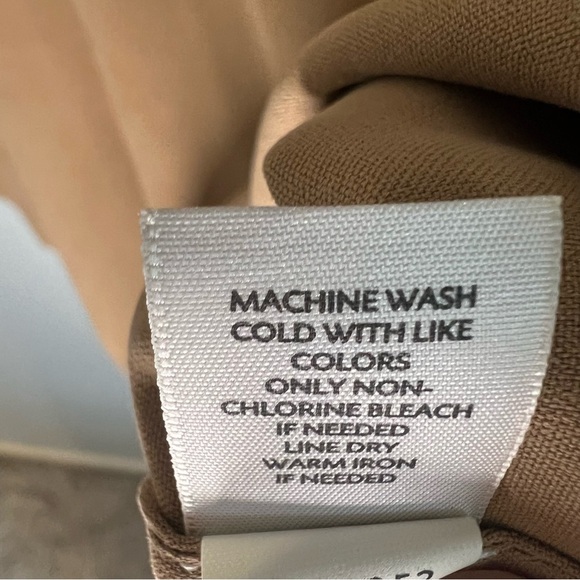 MACHINE WASH
COLD WITH LIKE
COLORS
ONLY NON-
CHLORINE BLEACH
IF NEEDED
LINE DRY
WARM IRON
IF NEEDED